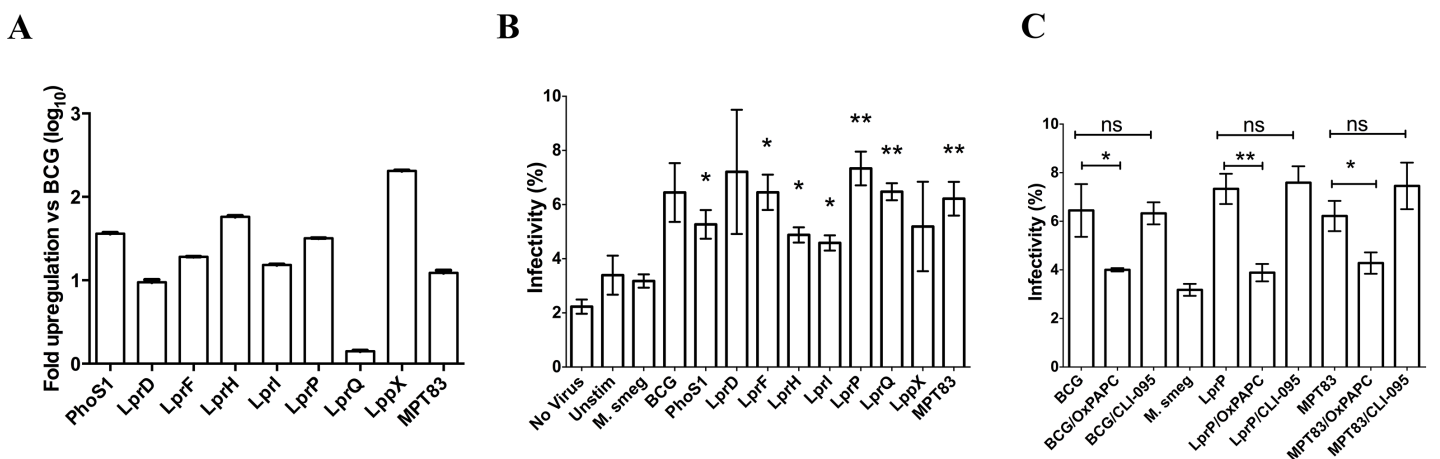 A
Fold upregulation vs BCG (log10)
3
2
1
0
PhoS1
LprD
LprF
LprH
LprI
LprP
LprQ
LppX
MPT83
B
Infectivity (%)
10
8
6
4
2
0
*
*
*
*
**
**
**
No Virus
Unstim
M. smeg
BCG
PhoS1
LprD
LprF
LprH
LprI
LprP
LprQ
LppX
MPT83
C
Infectivity (%)
10
8
6
4
2
0
ns
*
ns
**
ns
*
BCG
BCG/OxPAPC
BCG/CLI-095
M. smeg
LprP
LprP/OxPAPC
LprP/CLI-095
MPT83
MPT83/OxPAPC
MPT83/CLI-095